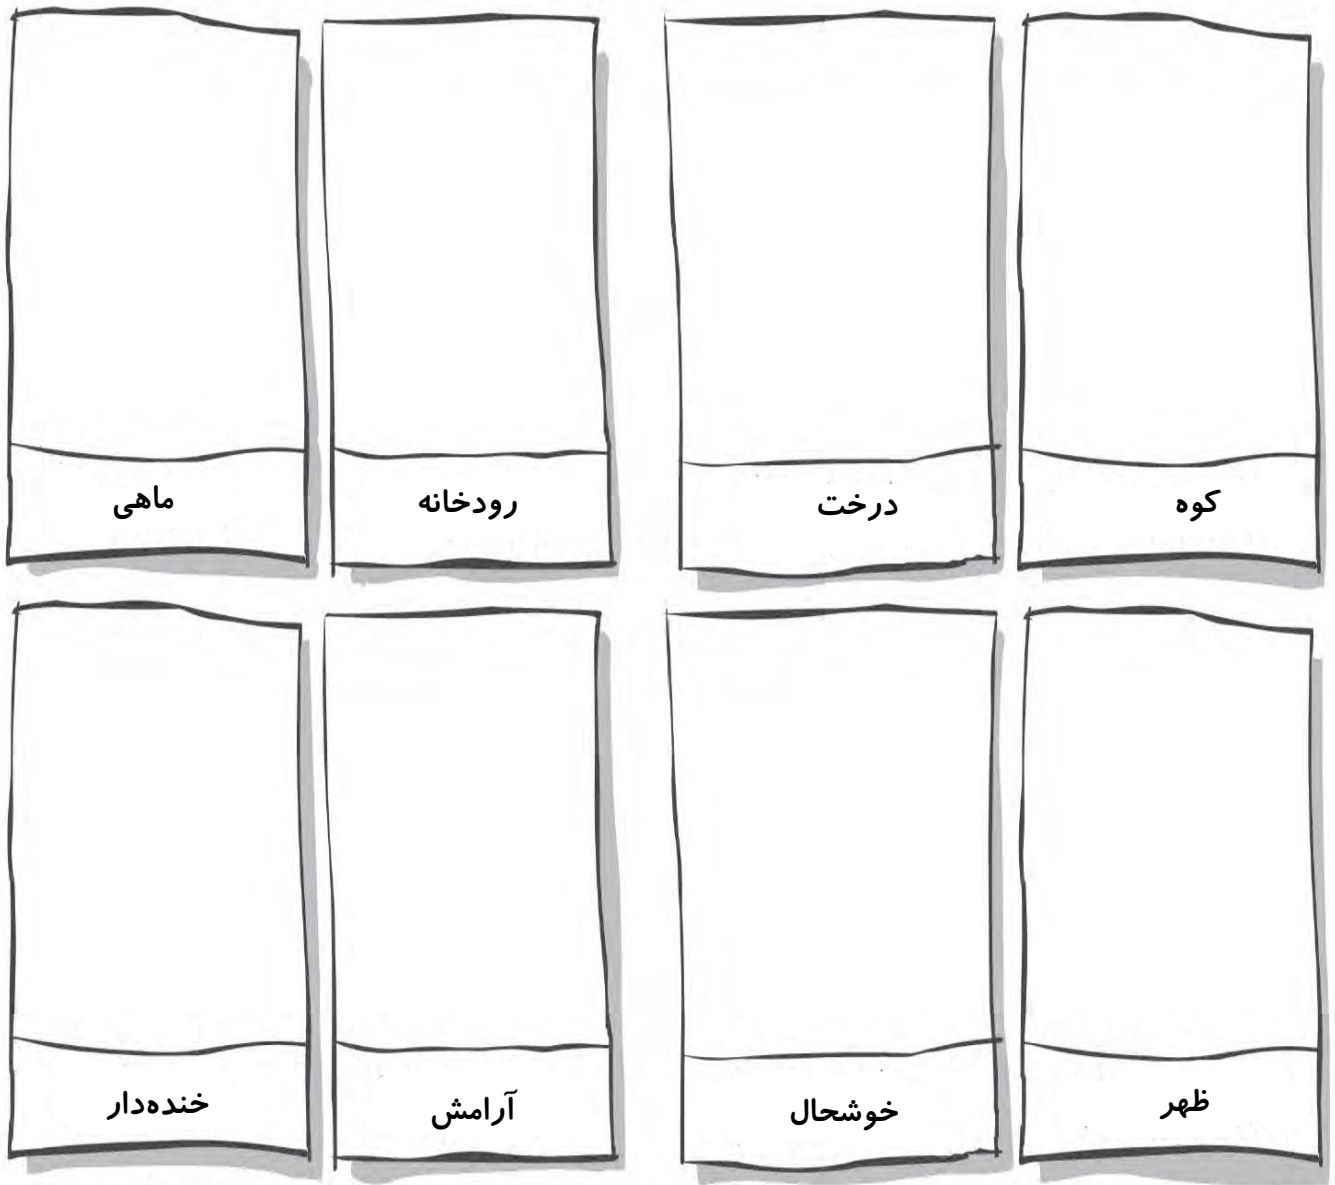 کوه
درخت
رودخانه
ماهی
ظهر
خوشحال
آرامش
خنده‌دار